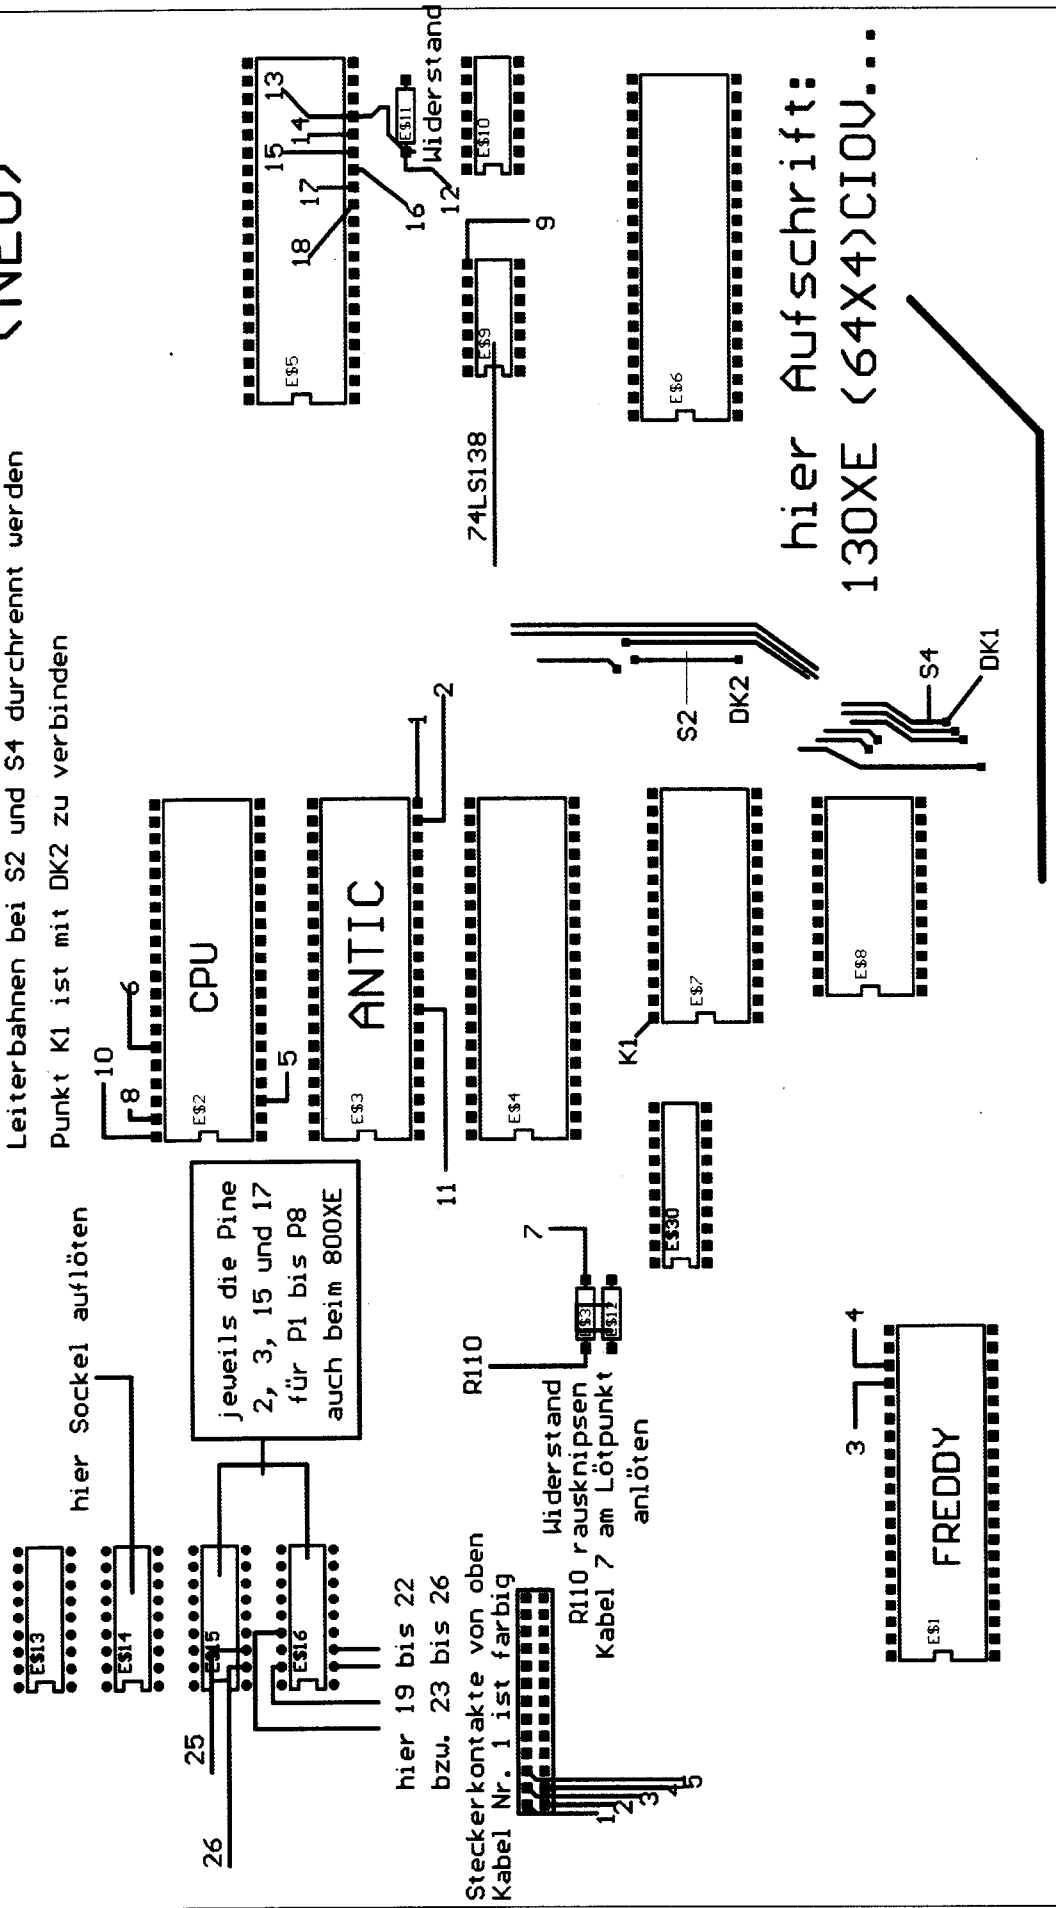 (NEU)
Leiterbahnen bei S2 und S4 durchrennt werden
Punkt K1 ist mit DK2 zu verbinden
hier Sockel auflöten
E$13
E$14
E$15
E$16
25
26
jeweils die Pine
2, 3, 15 und 17
für P1 bis P8
auch beim 800XE
hier 19 bis 22
bzw. 23 bis 26
Steckerkontakte von oben
Kabel Nr. 1 ist farbig
1
2
3
4
5
R110
Widerstand
R110 rausknipsen
Kabel 7 am Lötpunkt
anlöten
7
E$3
E$12
E$30
10
8
6
CPU
E$2
5
ANTIC
E$3
11
1
2
E$4
K1
E$7
E$8
3
4
FREDDY
E$1
S2
DK2
S4
DK1
13
14
15
17
18
16
12
E$5
E$11
Widerstand
E$10
9
E$9
74LS138
E$6
hier Aufschrift:
130XE (64X4)CIOV...